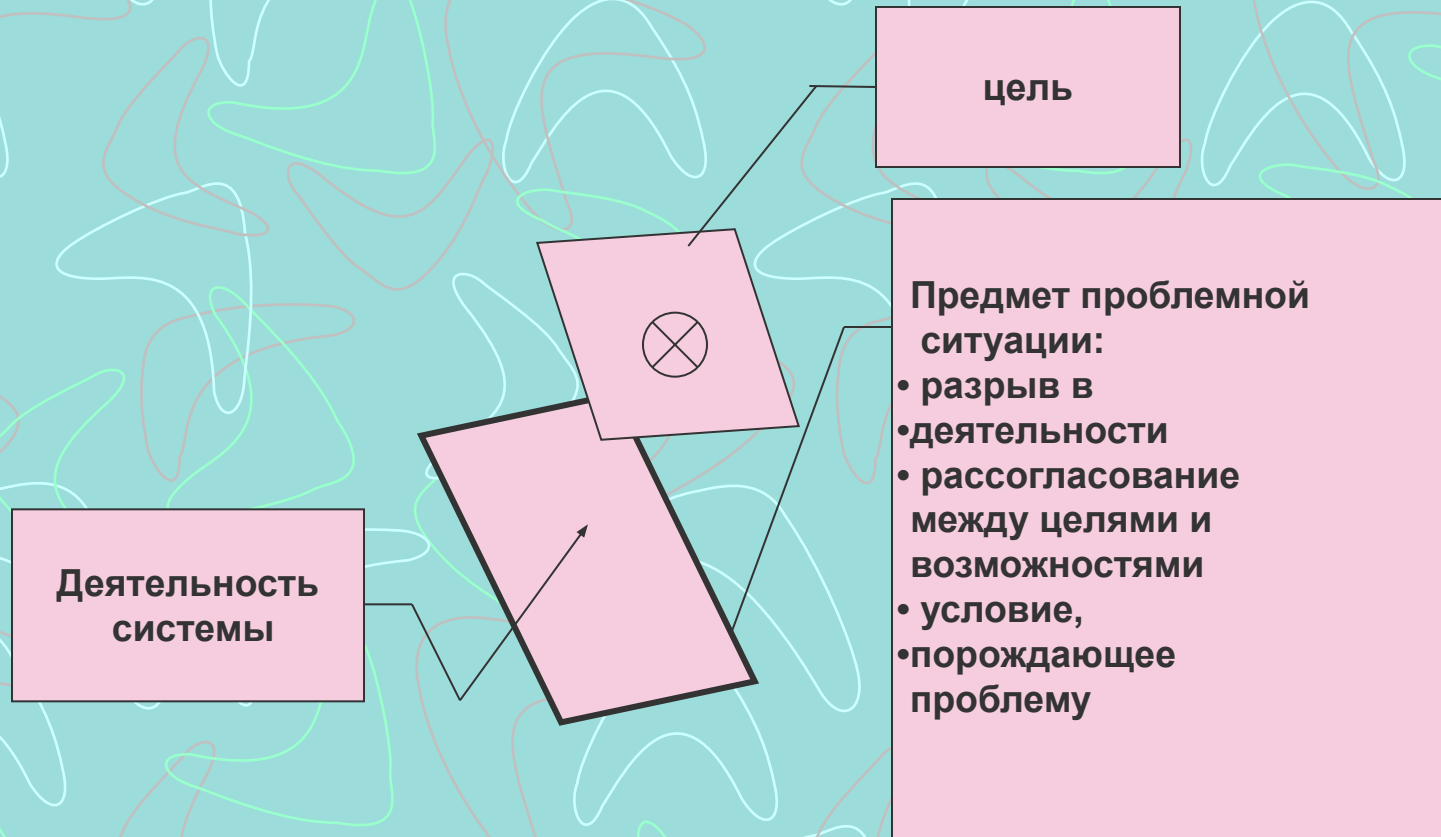 цель
Предмет проблемной
ситуации:
• разрыв в
•деятельности
• рассогласование
между целями и
возможностями
• условие,
•порождающее
проблему
Деятельность
системы